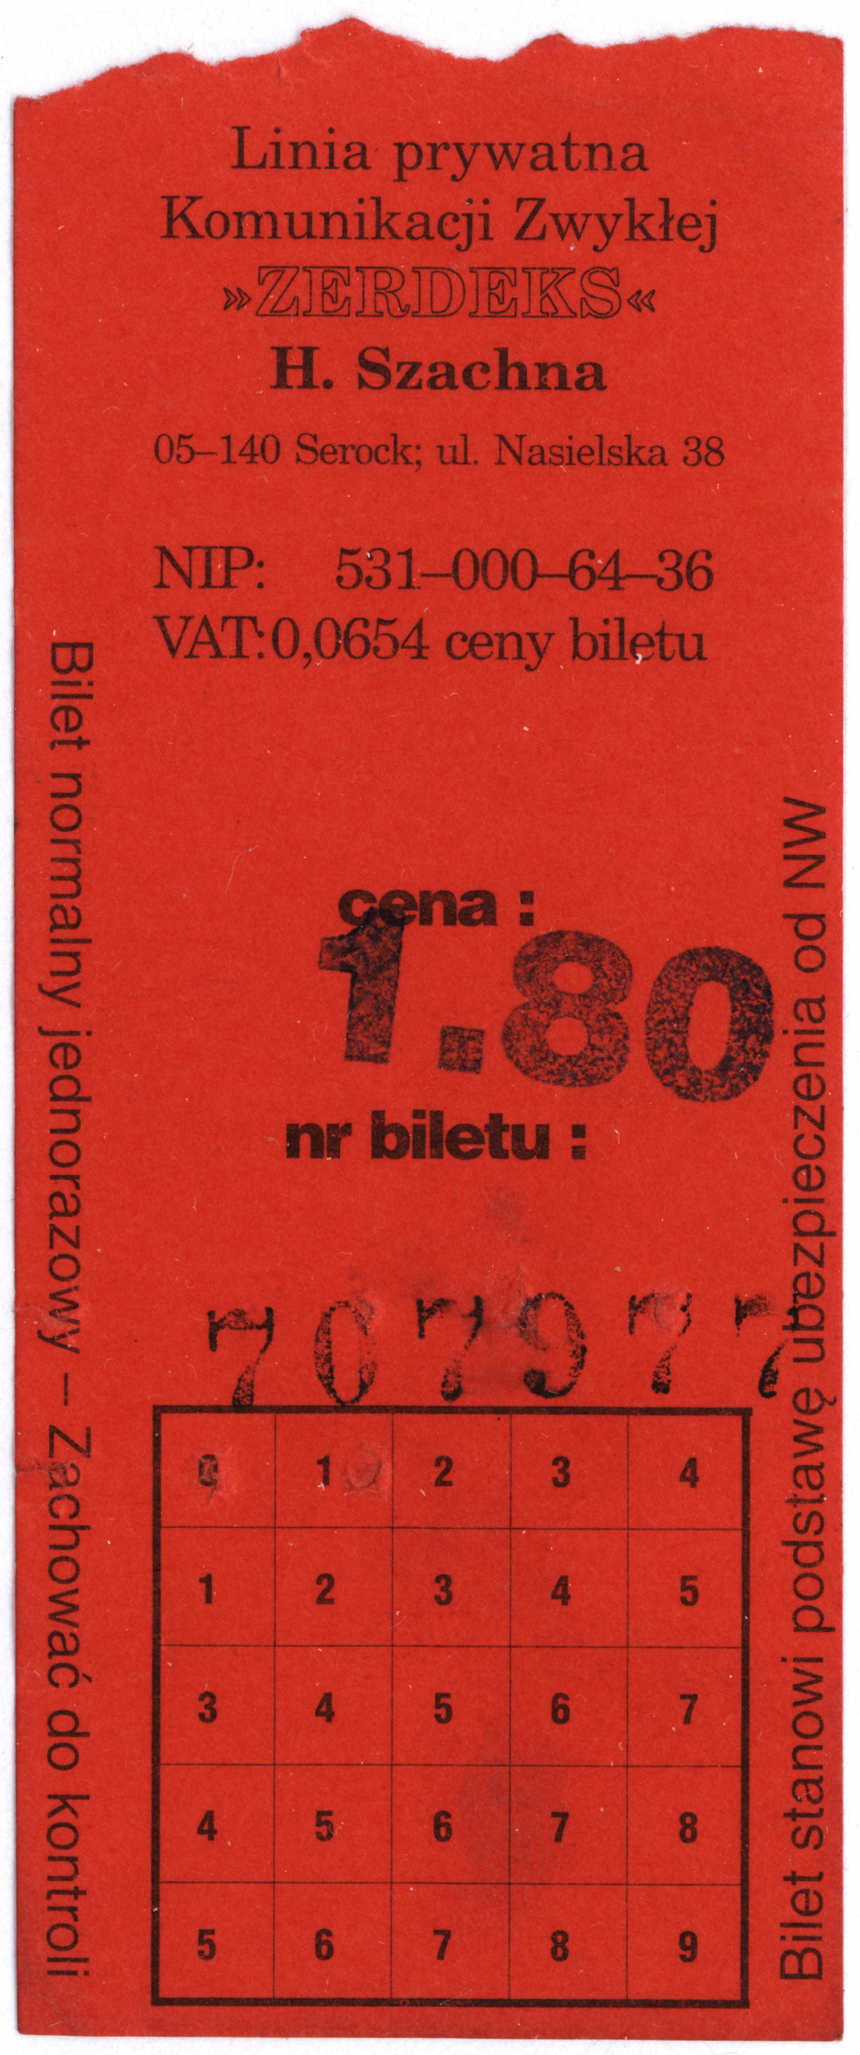 Linia prywatna
Komunikacji Zwykłej
»ZERDEKS«
H. Szachna
05–140 Serock; ul. Nasielska 38
NIP: 531–000–64–36
VAT:0,0654 ceny biletu
cena :
1.80
nr biletu :
707977
0 1 2 3 4
1 2 3 4 5
3 4 5 6 7
4 5 6 7 8
5 6 7 8 9
Bilet normalny jednorazowy – Zachować do kontroli
Bilet stanowi podstawę ubezpieczenia od NW